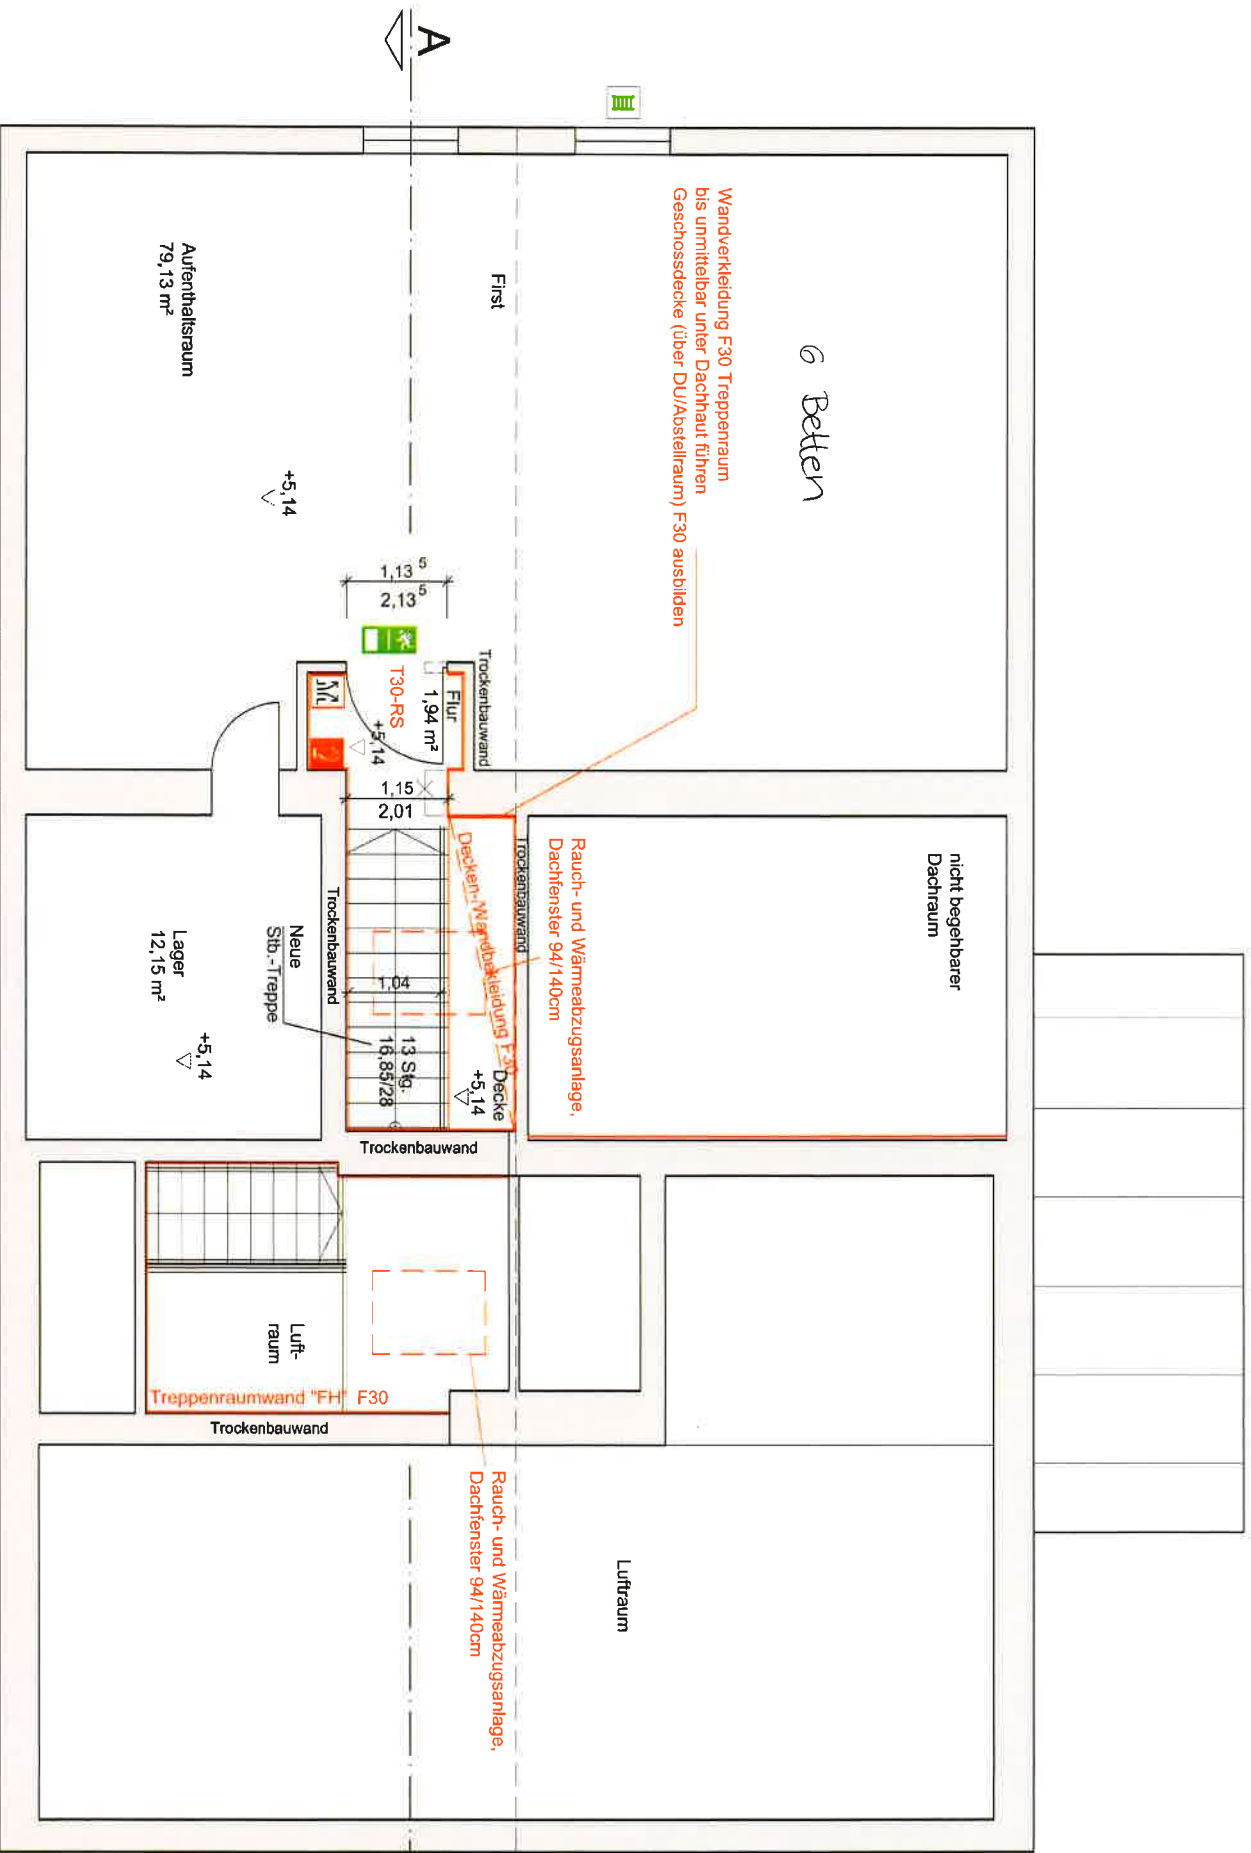 A
6 Betten
Wandverkleidung F30 Treppenraum
bis unmittelbar unter Dachhaut führen
Geschossdecke (über DU/Abstellraum) F30 ausbilden
First
Aufenthaltsraum
79,13 m²
+5,14
1,13⁵
2,13⁵
T30-RS
Trockenbauwand
Flur
1,94 m²
+5,14
1,15
2,01
nicht begehbarer
Dachraum
Rauch- und Wärmeabzugsanlage,
Dachfenster 94/140cm
Trockenbauwand
Decken-/Wandbekleidung F30
Decke
+5,14
1,04
13 Stg.
16,85/28
Trockenbauwand
Neue
Stb.-Treppe
Lager
12,15 m²
+5,14
Trockenbauwand
Luft-
raum
Treppenraumwand "FH" F30
Trockenbauwand
Rauch- und Wärmeabzugsanlage,
Dachfenster 94/140cm
Luftraum